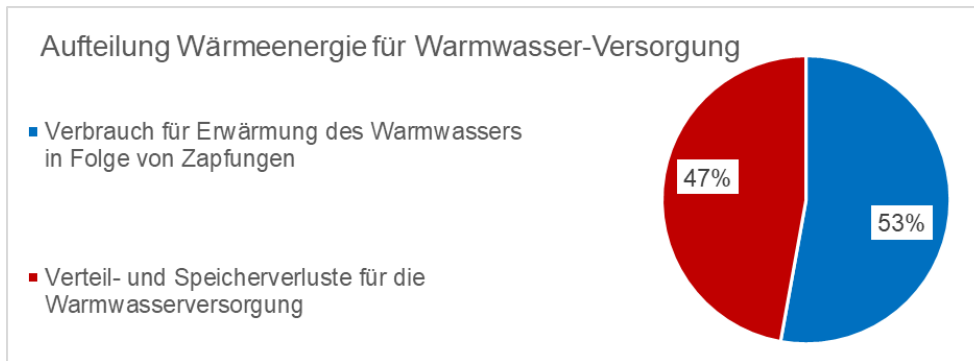 Aufteilung Wärmeenergie für Warmwasser-Versorgung
Verbrauch für Erwärmung des Warmwassers
in Folge von Zapfungen
47%
53%
Verteil- und Speicherverluste für die
Warmwasserversorgung